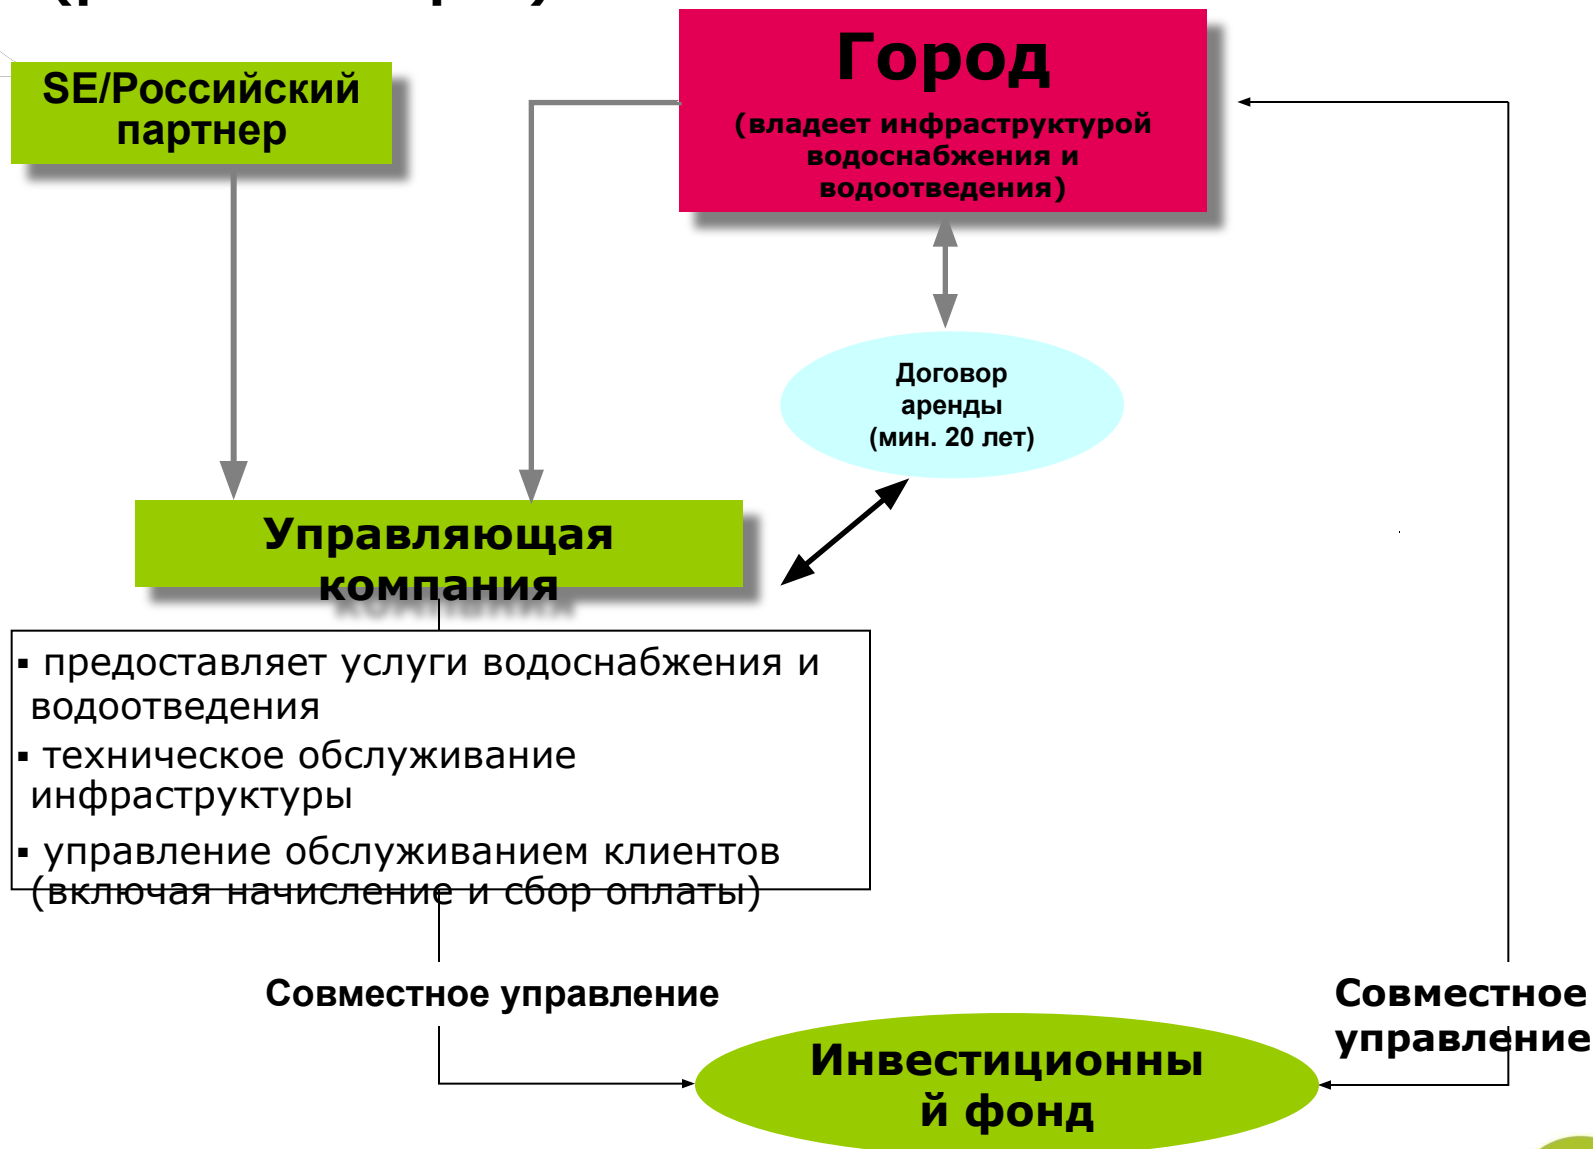 SE/Российский
партнер
Город
(владеет инфраструктурой
водоснабжения и
водоотведения)
Договор
аренды
(мин. 20 лет)
Управляющая
компания
▪ предоставляет услуги водоснабжения и
водоотведения
▪ техническое обслуживание
инфраструктуры
▪ управление обслуживанием клиентов
(включая начисление и сбор оплаты)
Совместное управление
Совместное
управление
Инвестиционны
й фонд